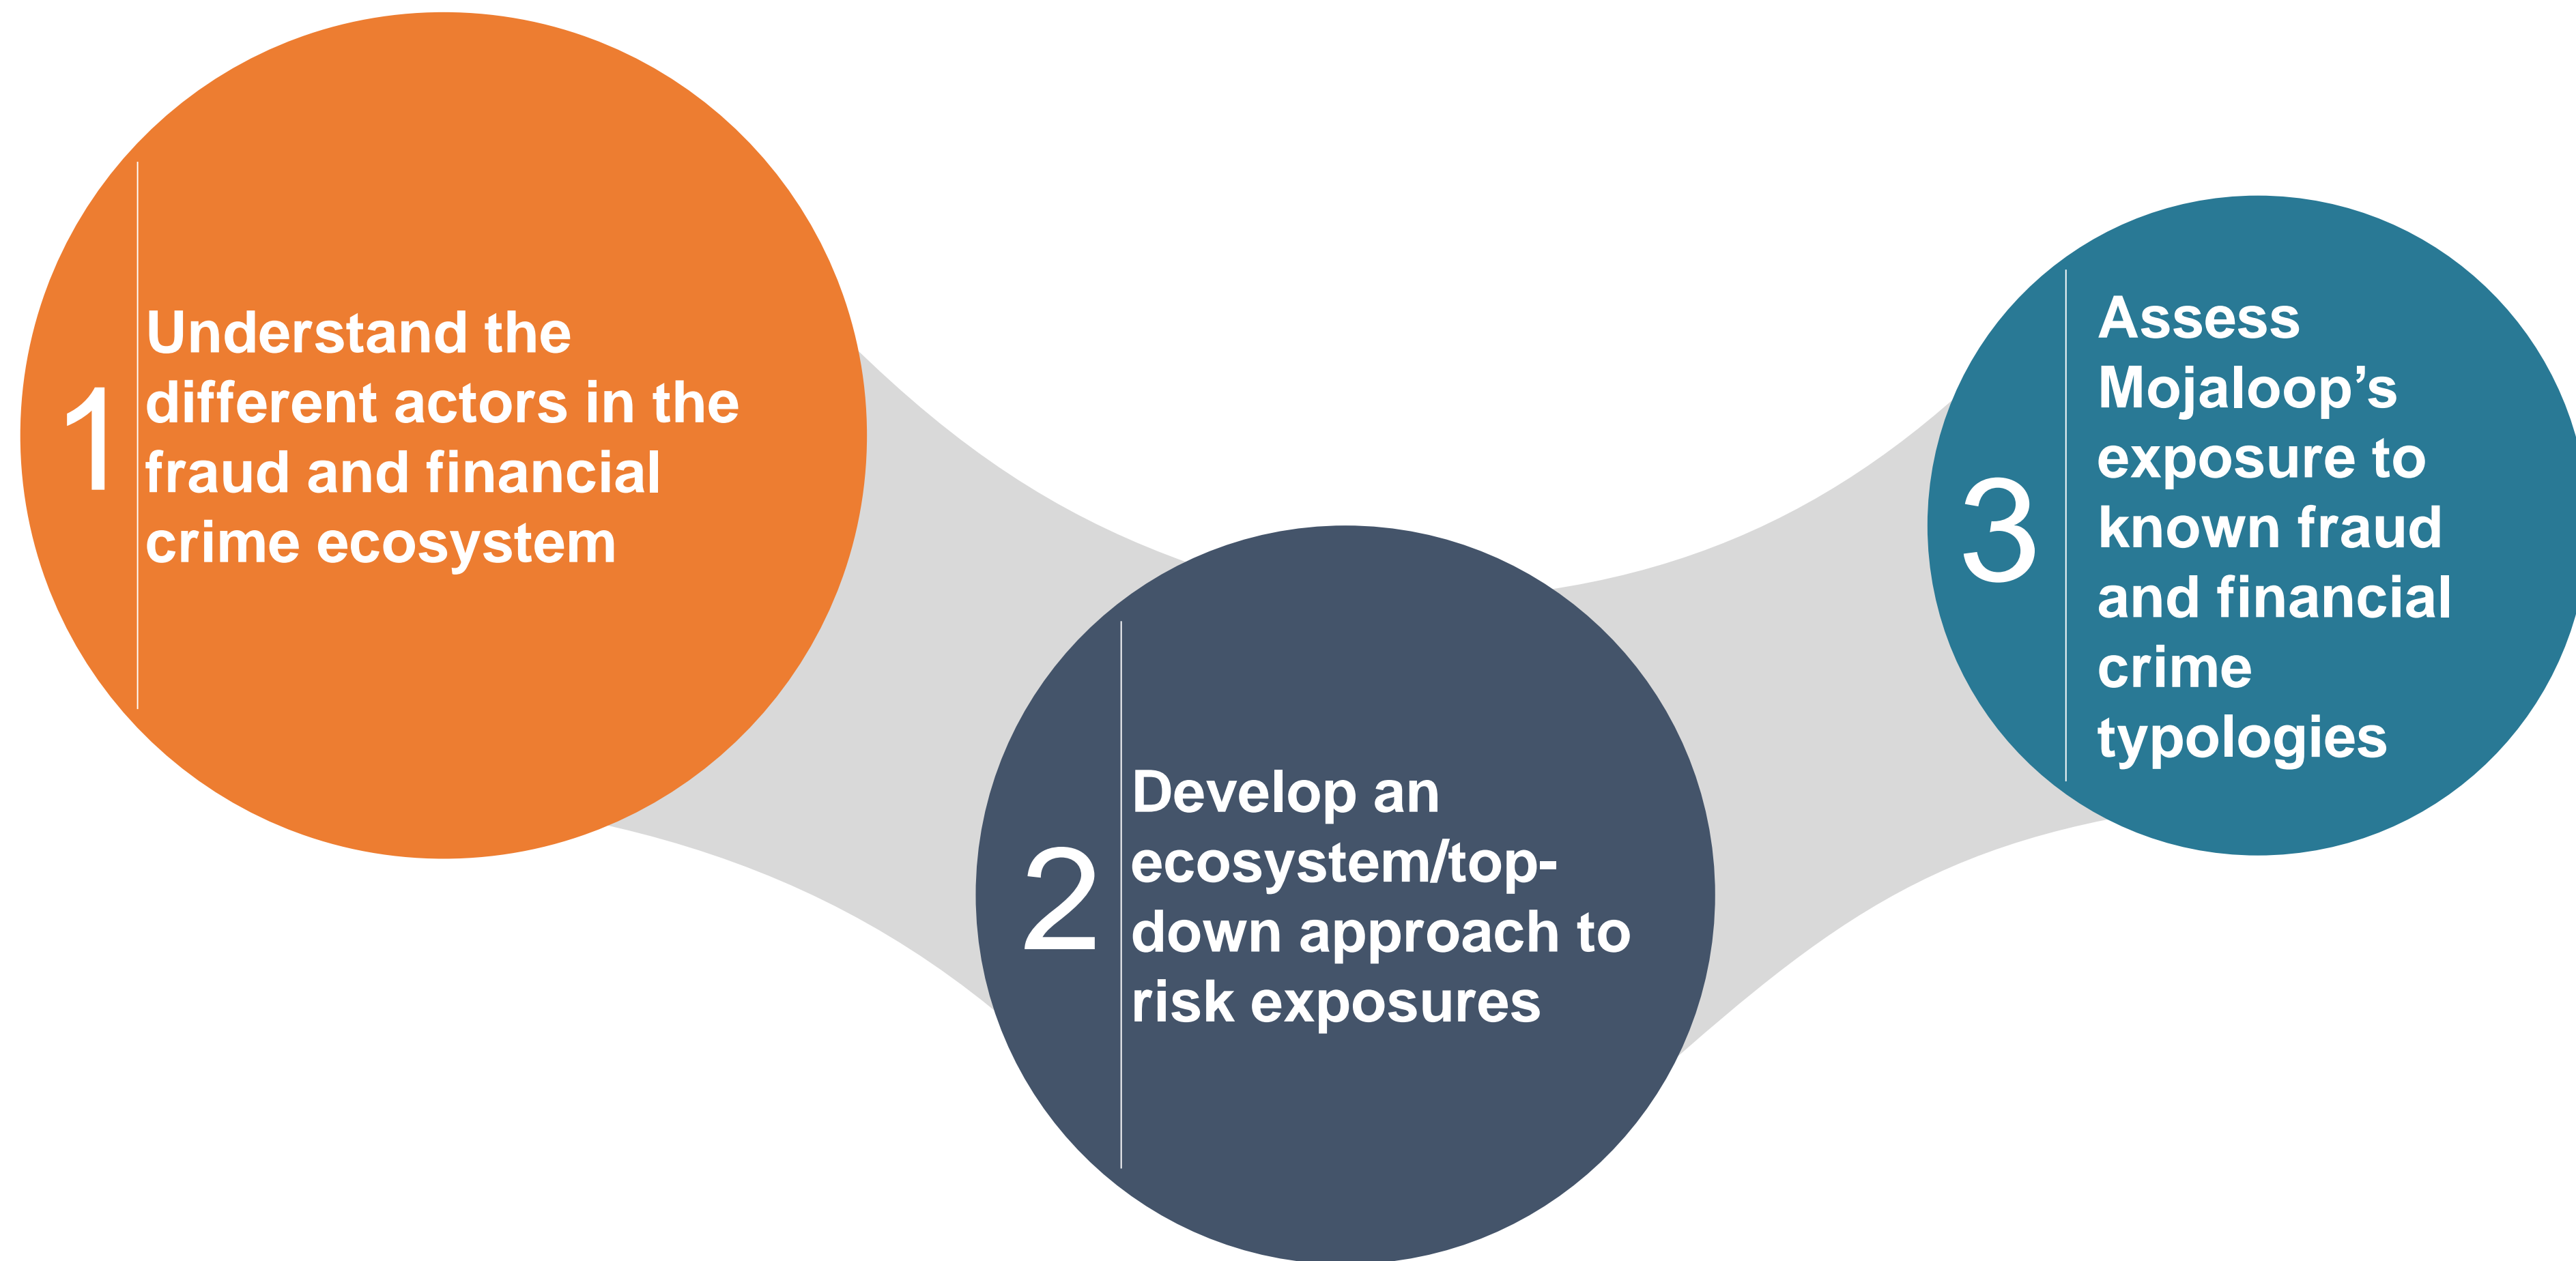 1
Understand the
different actors in the
fraud and financial
crime ecosystem
2
Develop an
ecosystem/top-
down approach to
risk exposures
3
Assess
Mojaloop’s
exposure to
known fraud
and financial
crime
typologies